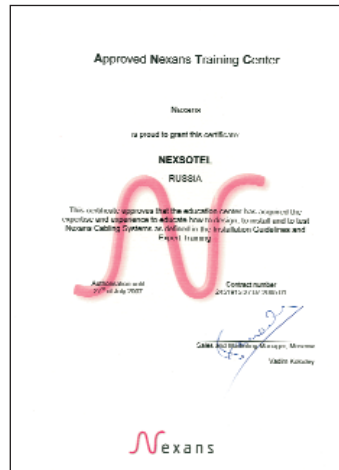 Approved Nexans Training Center
Nexans
is proud to grant this certificate
NEXSOTEL
RUSSIA
This certificate approves that the education center has acquired the
expertise and experience to educate how to design, to install and to test
Nexans Cabling Systems as defined in the Installation Guidelines and
Expert Training
Authorisation until
Contract number
July 2007
Sales and Marketing Manager, Moscow
Vadim
Nexans